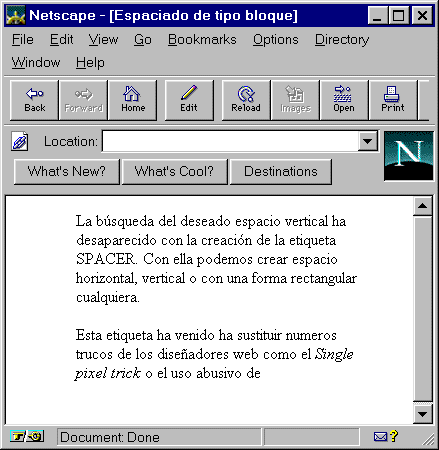 Netscape - [Espaciado de tipo bloque]
File Edit View Go Bookmarks Options Directory
Window Help
Back Forward Home Edit Reload Images Open Print
Location:
N
What's New? What's Cool? Destinations
La búsqueda del deseado espacio vertical ha
desaparecido con la creación de la etiqueta
SPACER. Con ella podemos crear espacio
horizontal, vertical o con una forma rectangular
cualquiera.
Esta etiqueta ha venido ha sustituir numeros
trucos de los diseñadores web como el Single
pixel trick o el uso abusivo de
Document: Done
?